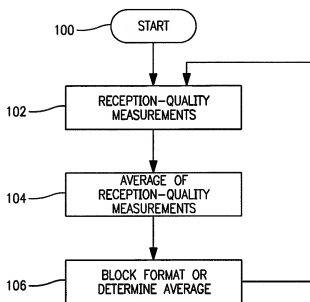 100
START
102
RECEPTION-QUALITY
MEASUREMENTS
104
AVERAGE OF
RECEPTION-QUALITY
MEASUREMENTS
106
BLOCK FORMAT OR
DETERMINE AVERAGE